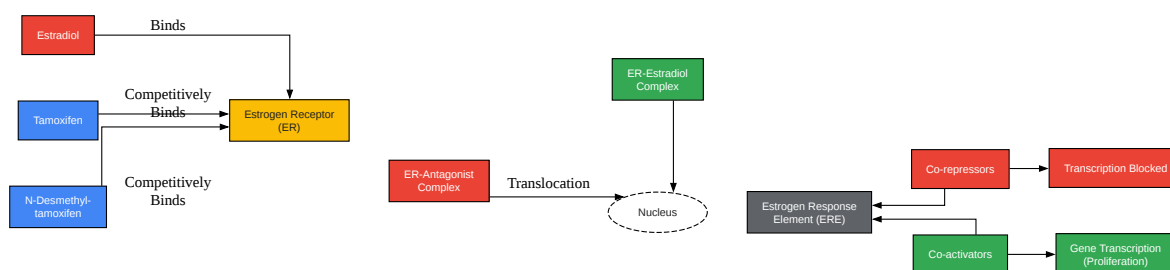 Estradiol
Binds
Tamoxifen
Competitively
Binds
Estrogen Receptor
(ER)
N-Desmethyl-
tamoxifen
Competitively
Binds
ER-Estradiol
Complex
ER-Antagonist
Complex
Translocation
Nucleus
Co-repressors
Transcription Blocked
Estrogen Response
Element (ERE)
Co-activators
Gene Transcription
(Proliferation)